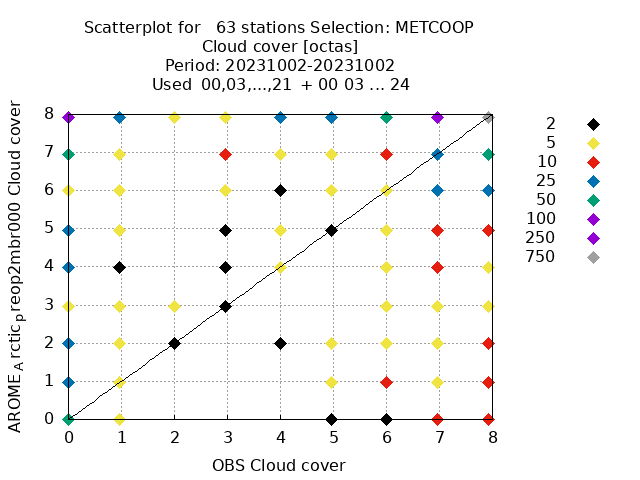 Scatterplot for 63 stations Selection: METCOOP
Cloud cover [octas]
Period: 20231002-20231002
Used 00,03,...,21 + 00 03 ... 24
AROME_Arctic_preop2mbr000 Cloud cover
8
7
6
5
4
3
2
1
0
0 1 2 3 4 5 6 7 8
OBS Cloud cover
2
5
10
25
50
100
250
750